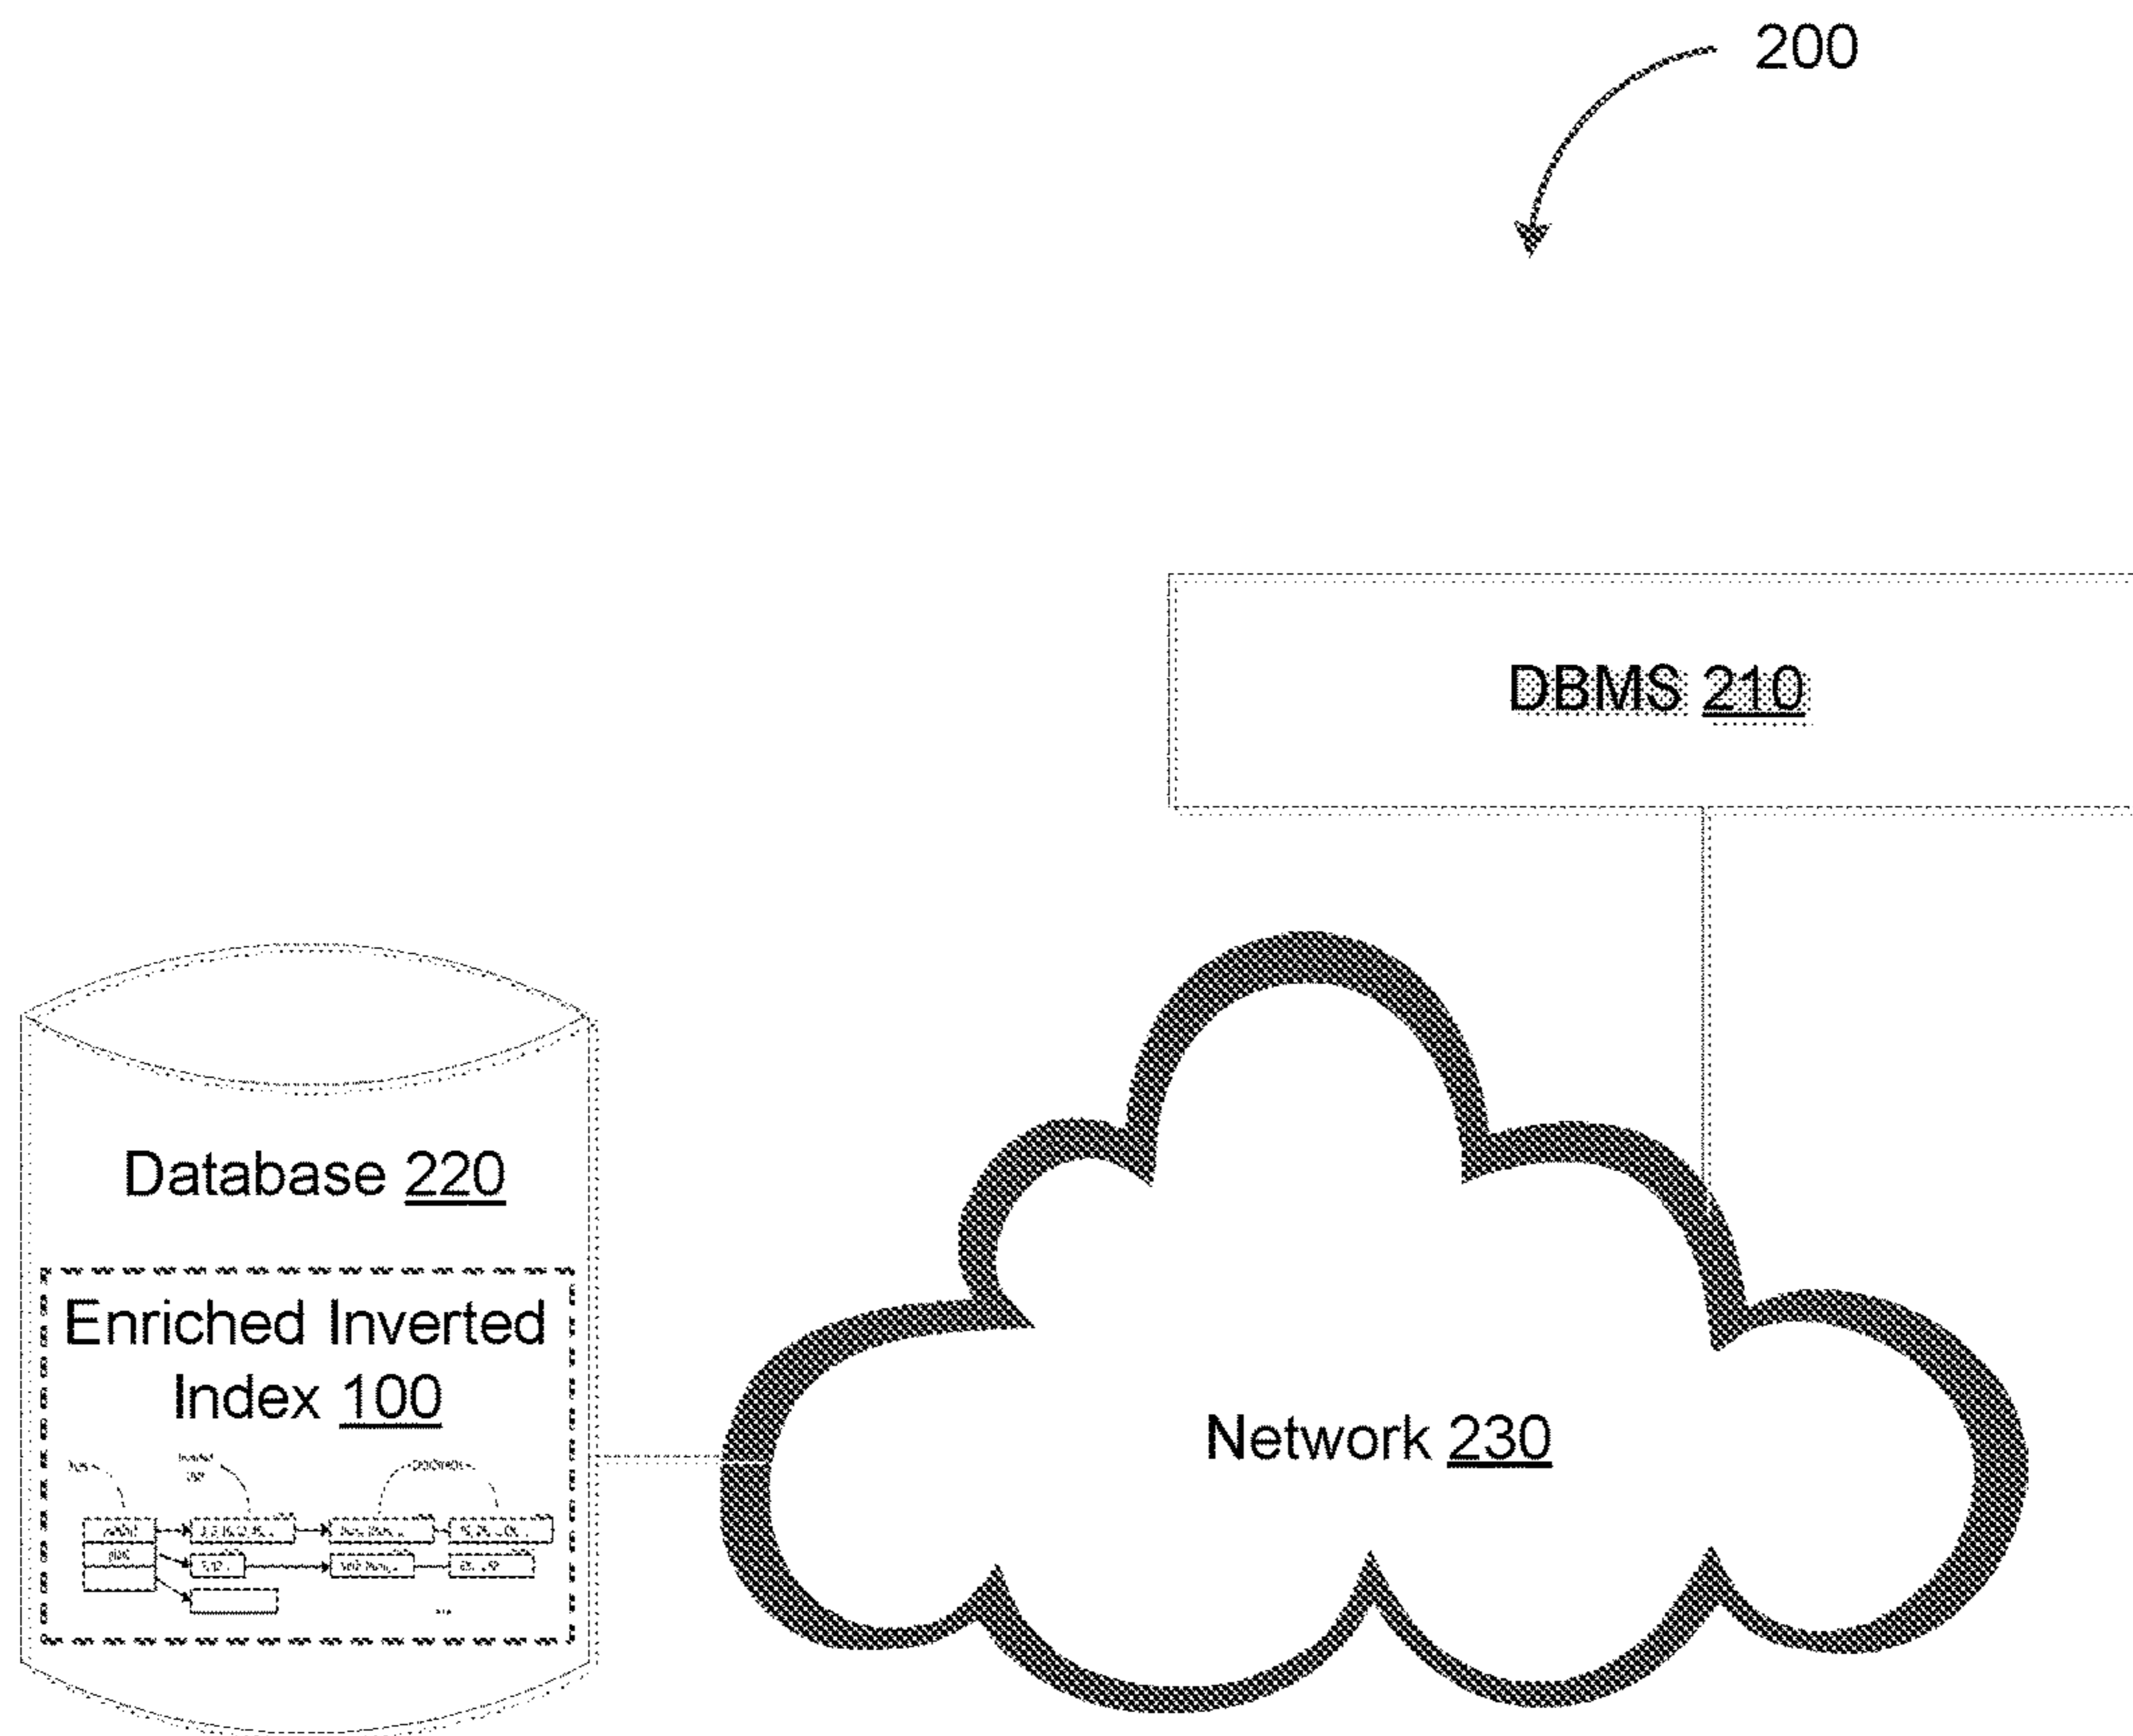 200
DBMS 210
Database 220
Enriched Inverted
Index 100
Network 230